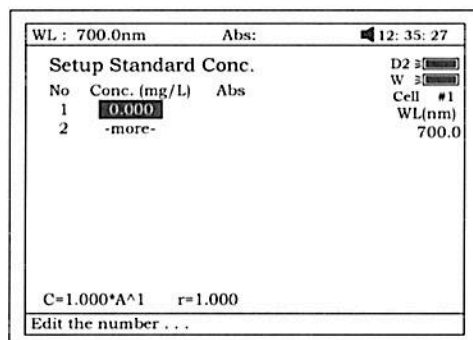 WL : 700.0nm Abs: 12: 35: 27
Setup Standard Conc.
D2
W
No Conc. (mg/L) Abs
Cell #1
1 0.000
WL(nm)
2 -more-
700.0
C=1.000*A^1 r=1.000
Edit the number . . .